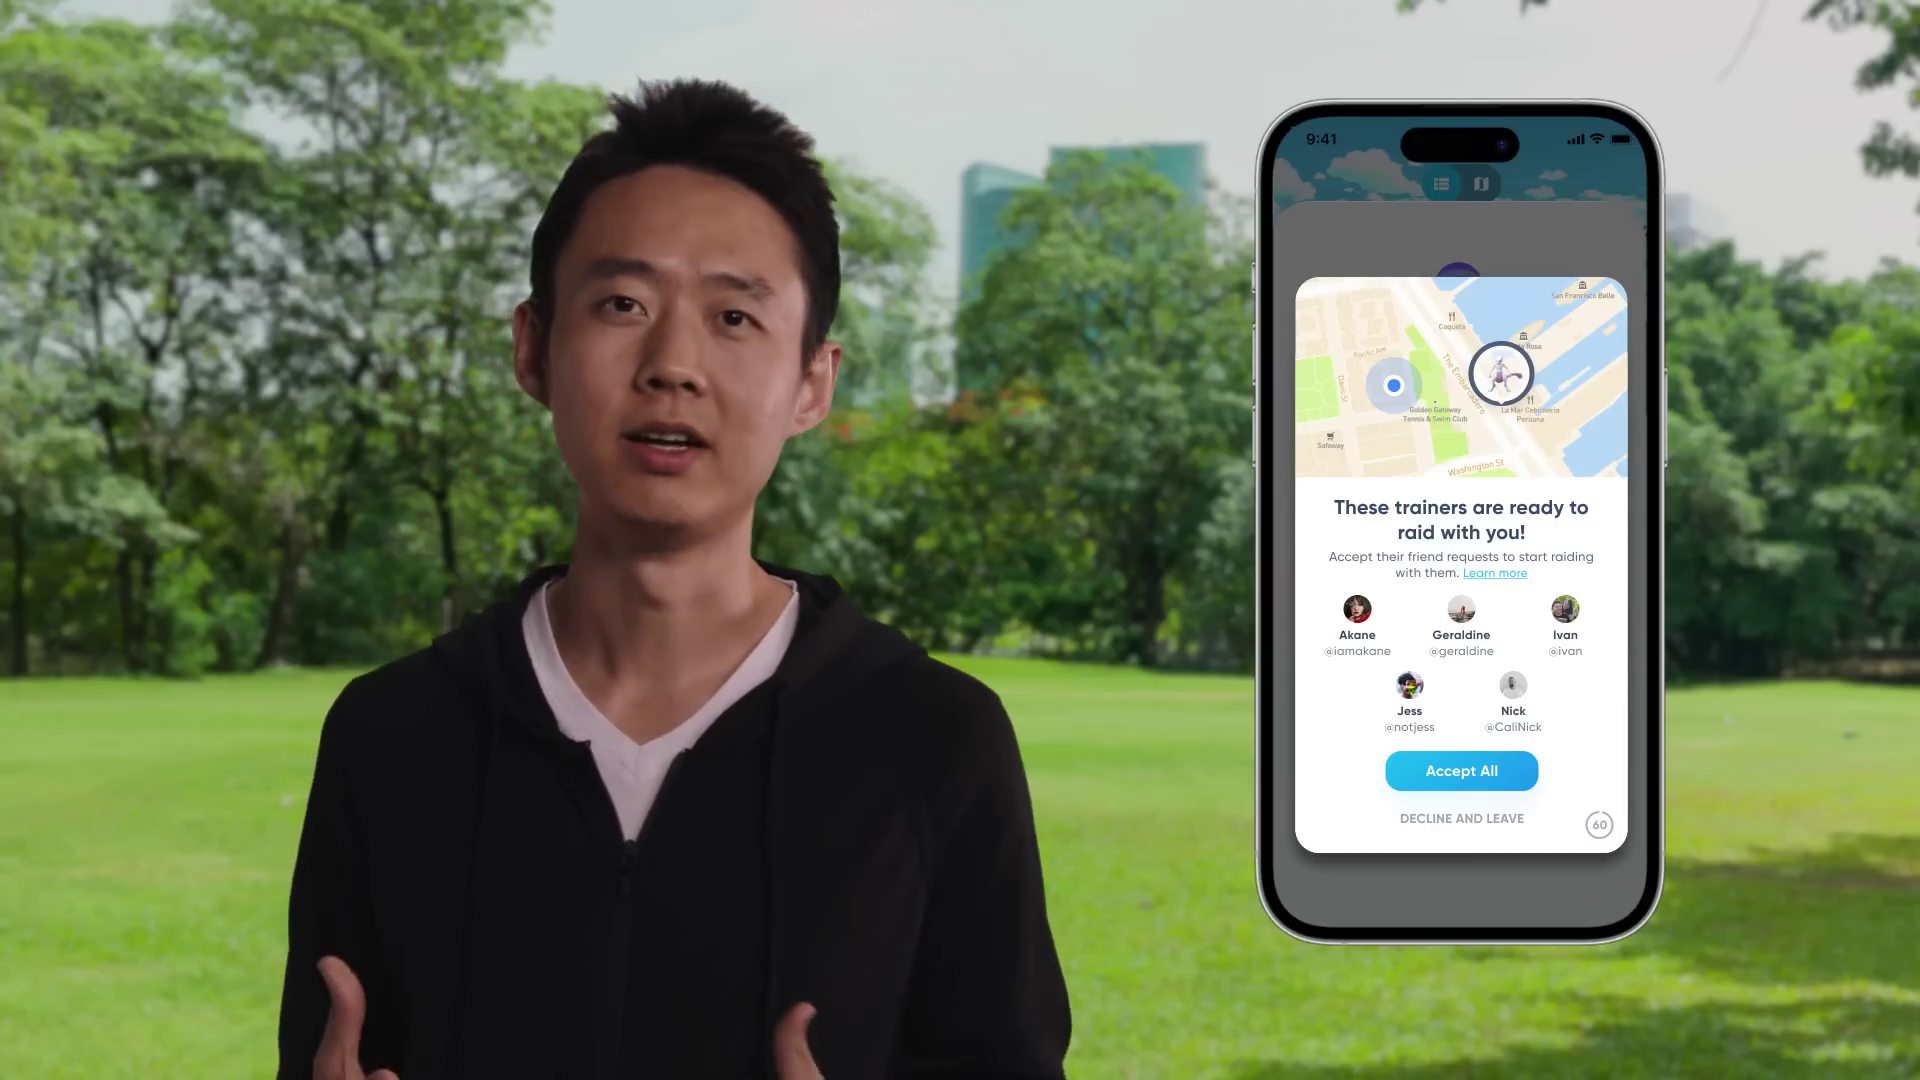 9:41
San Francisco Belle
Coqueta
La Rosa
Pacific Ave
Davis St
The Embarcadero
Golden Gateway
Tennis & Swim Club
La Mar Cebicheria
Peruana
Safeway
Washington St
These trainers are ready to
raid with you!
Accept their friend requests to start raiding
with them. Learn more
Akane
Geraldine
Ivan
@iamakane
@geraldine
@ivan
Jess
Nick
@notjess
@CaliNick
Accept All
DECLINE AND LEAVE
60